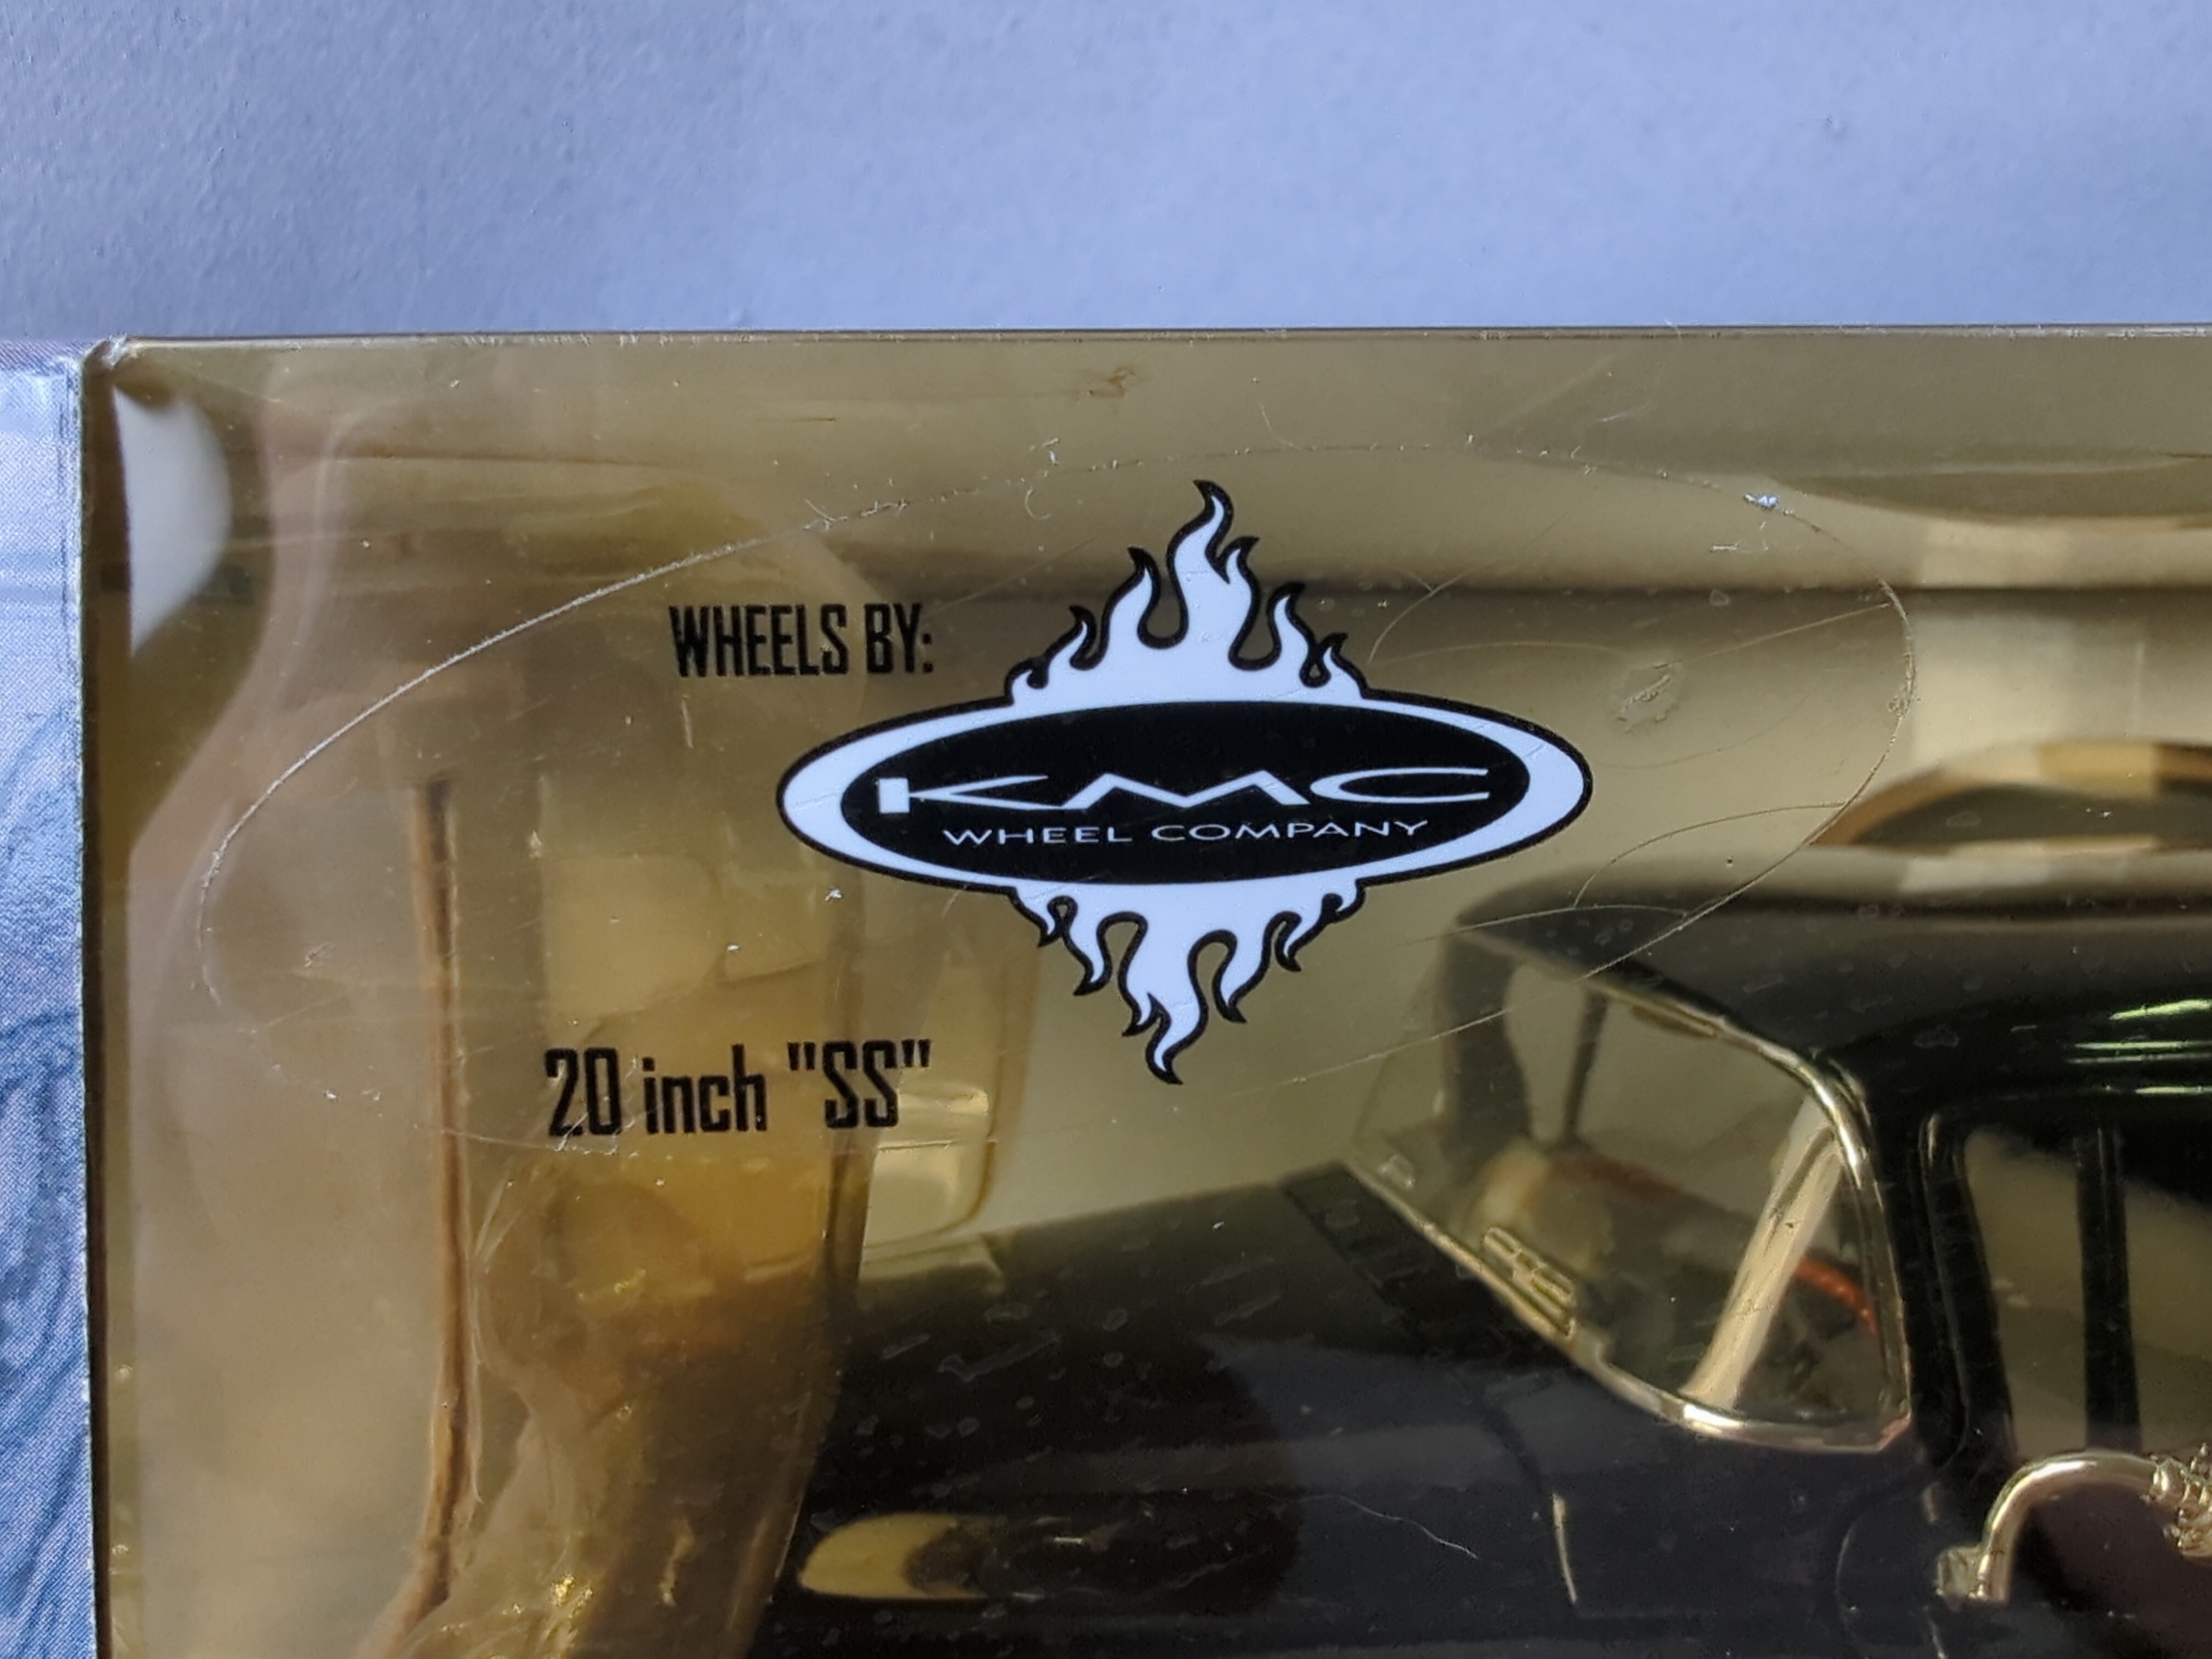 WHEELS BY:
KMC
WHEEL COMPANY
20 inch "SS"